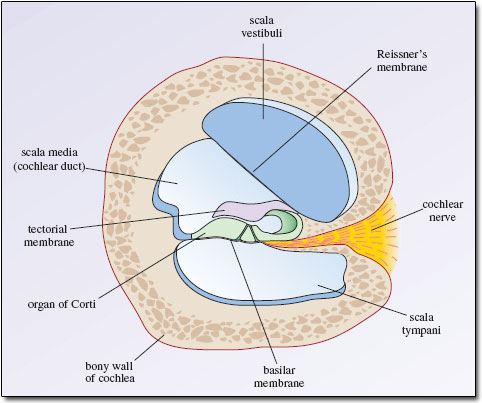 scala
vestibuli
Reissner's
membrane
scala media
(cochlear duct)
cochlear
nerve
tectorial
membrane
organ of Corti
scala
tympani
bony wall
of cochlea
basilar
membrane